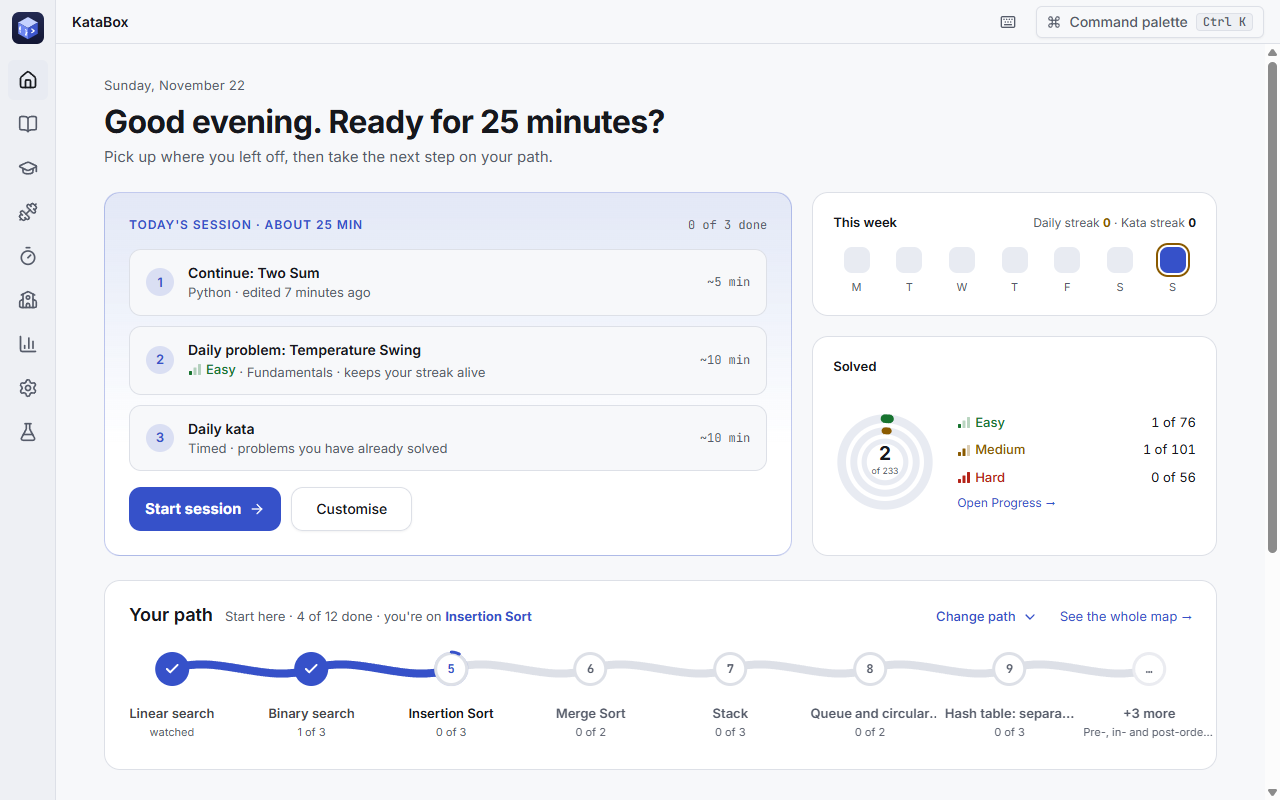 KataBox
Command palette Ctrl K
Sunday, November 22
Good evening. Ready for 25 minutes?
Pick up where you left off, then take the next step on your path.
TODAY'S SESSION · ABOUT 25 MIN
0 of 3 done
1
Continue: Two Sum
Python · edited 7 minutes ago
~5 min
2
Daily problem: Temperature Swing
Easy · Fundamentals · keeps your streak alive
~10 min
3
Daily kata
Timed · problems you have already solved
~10 min
Start session →
Customise
This week
Daily streak 0 · Kata streak 0
M T W T F S S
Solved
2
of 233
Easy 1 of 76
Medium 1 of 101
Hard 0 of 56
Open Progress →
Your path
Start here · 4 of 12 done · you're on Insertion Sort
Change path
See the whole map →
5 6 7 8 9 …
Linear search Binary search Insertion Sort Merge Sort Stack Queue and circular… Hash table: separa… +3 more
watched 1 of 3 0 of 3 0 of 2 0 of 3 0 of 2 0 of 3 Pre-, in- and post-orde…